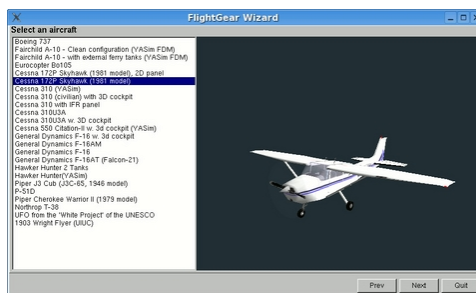 FlightGear Wizard
Select an aircraft
Boeing 737
Fairchild A-10 - Clean configuration (YASim FDM)
Fairchild A-10 - with external ferry tanks (YASim FDM)
Eurocopter Bo105
Cessna 172P Skyhawk (1981 model), 2D panel
Cessna 172P Skyhawk (1981 model)
Cessna 310 (YASim)
Cessna 310 (civilian) with 3D cockpit
Cessna 310 with IFR panel
Cessna 310U3A
Cessna 310U3A w. 3D cockpit
Cessna 550 Citation-II w. 3d cockpit (YASim)
General Dynamics F-16 w. 3d cockpit
General Dynamics F-16AM
General Dynamics F-16
General Dynamics F-16AT (Falcon-21)
Hawker Hunter 2 Tanks
Hawker Hunter(YASim)
Piper J3 Cub (J3C-65, 1946 model)
P-51D
Piper Cherokee Warrior II (1979 model)
Northrop T-38
UFO from the 'White Project' of the UNESCO
1903 Wright Flyer (UIUC)
Prev Next Quit